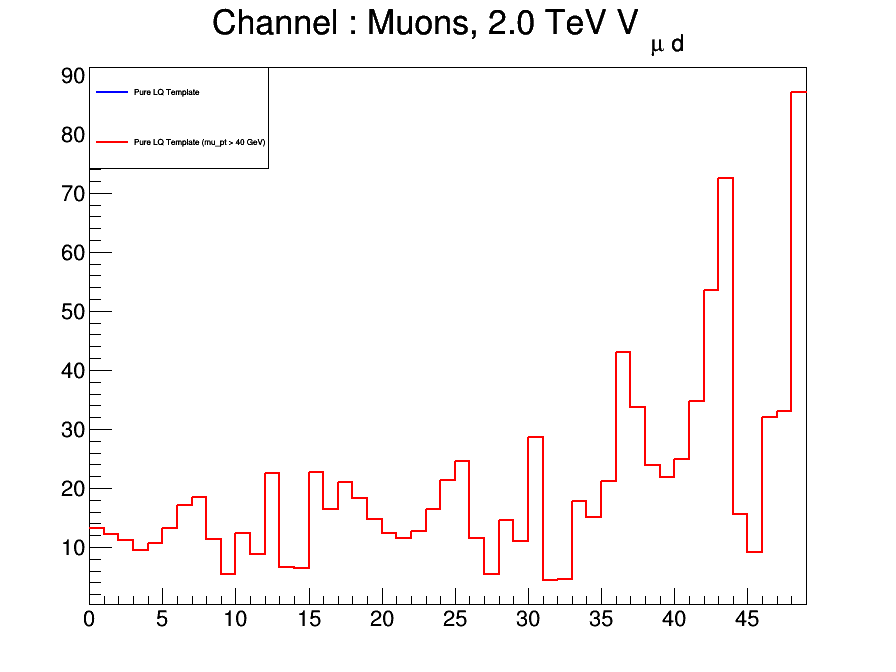 Channel : Muons, 2.0 TeV V μ d
Pure LQ Template
Pure LQ Template (mu_pt > 40 GeV)
90
80
70
60
50
40
30
20
10
0 5 10 15 20 25 30 35 40 45